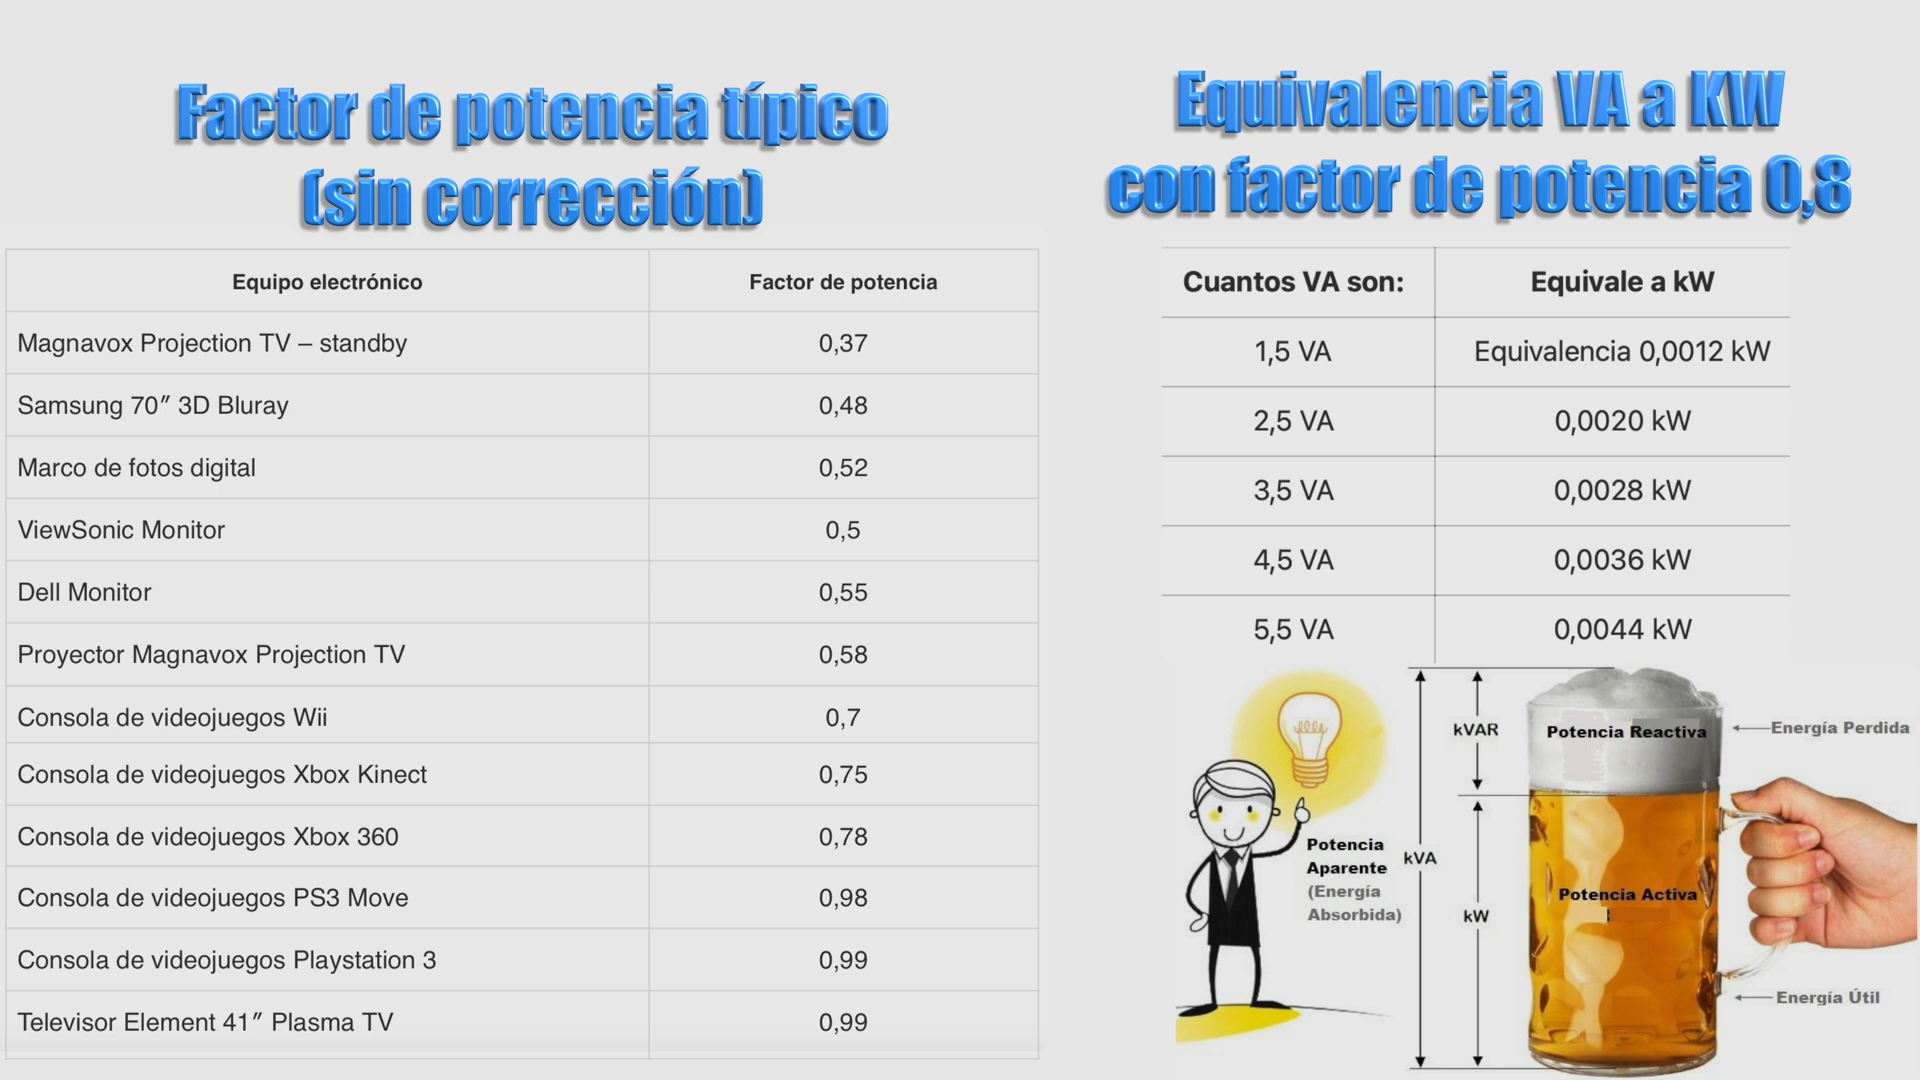 Factor de potencia típico
(sin corrección)
Equipo electrónico Factor de potencia
Magnavox Projection TV – standby 0,37
Samsung 70″ 3D Bluray 0,48
Marco de fotos digital 0,52
ViewSonic Monitor 0,5
Dell Monitor 0,55
Proyector Magnavox Projection TV 0,58
Consola de videojuegos Wii 0,7
Consola de videojuegos Xbox Kinect 0,75
Consola de videojuegos Xbox 360 0,78
Consola de videojuegos PS3 Move 0,98
Consola de videojuegos Playstation 3 0,99
Televisor Element 41″ Plasma TV 0,99
Equivalencia VA a KW
con factor de potencia 0,8
Cuantos VA son: Equivale a kW
1,5 VA Equivalencia 0,0012 kW
2,5 VA 0,0020 kW
3,5 VA 0,0028 kW
4,5 VA 0,0036 kW
5,5 VA 0,0044 kW
Potencia
Aparente
(Energía
Absorbida)
kVA
kVAR
kW
Potencia Reactiva
Energía Perdida
Potencia Activa
Energía Útil